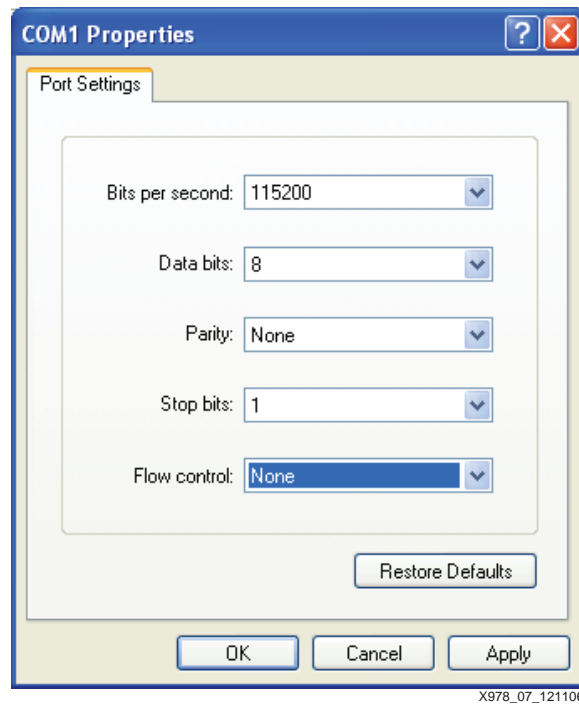 COM1 Properties
Port Settings
Bits per second: 115200
Data bits: 8
Parity: None
Stop bits: 1
Flow control: None
Restore Defaults
OK Cancel Apply
X978_07_121106